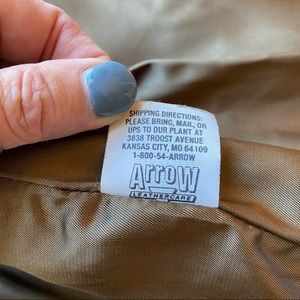 SHIPPING DIRECTIONS:
PLEASE BRING, MAIL, OR
UPS TO OUR PLANT AT
3838 TROOST AVENUE
KANSAS CITY, MO 64109
1-800-54-ARROW
ArroW
LEATHERCARE